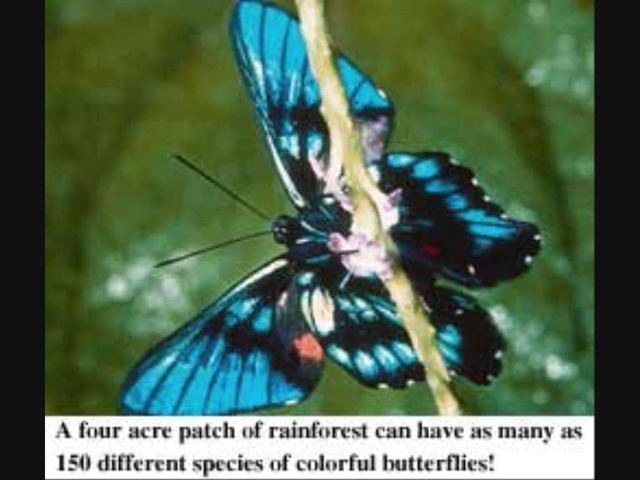 A four acre patch of rainforest can have as many as
150 different species of colorful butterflies!